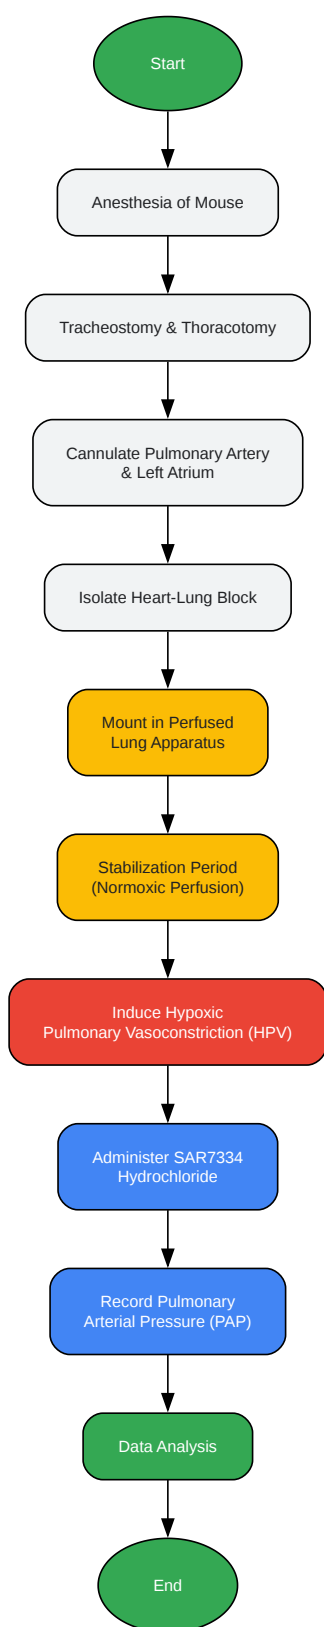 Start
Anesthesia of Mouse
Tracheostomy & Thoracotomy
Cannulate Pulmonary Artery
& Left Atrium
Isolate Heart-Lung Block
Mount in Perfused
Lung Apparatus
Stabilization Period
(Normoxic Perfusion)
Induce Hypoxic
Pulmonary Vasoconstriction (HPV)
Administer SAR7334
Hydrochloride
Record Pulmonary
Arterial Pressure (PAP)
Data Analysis
End